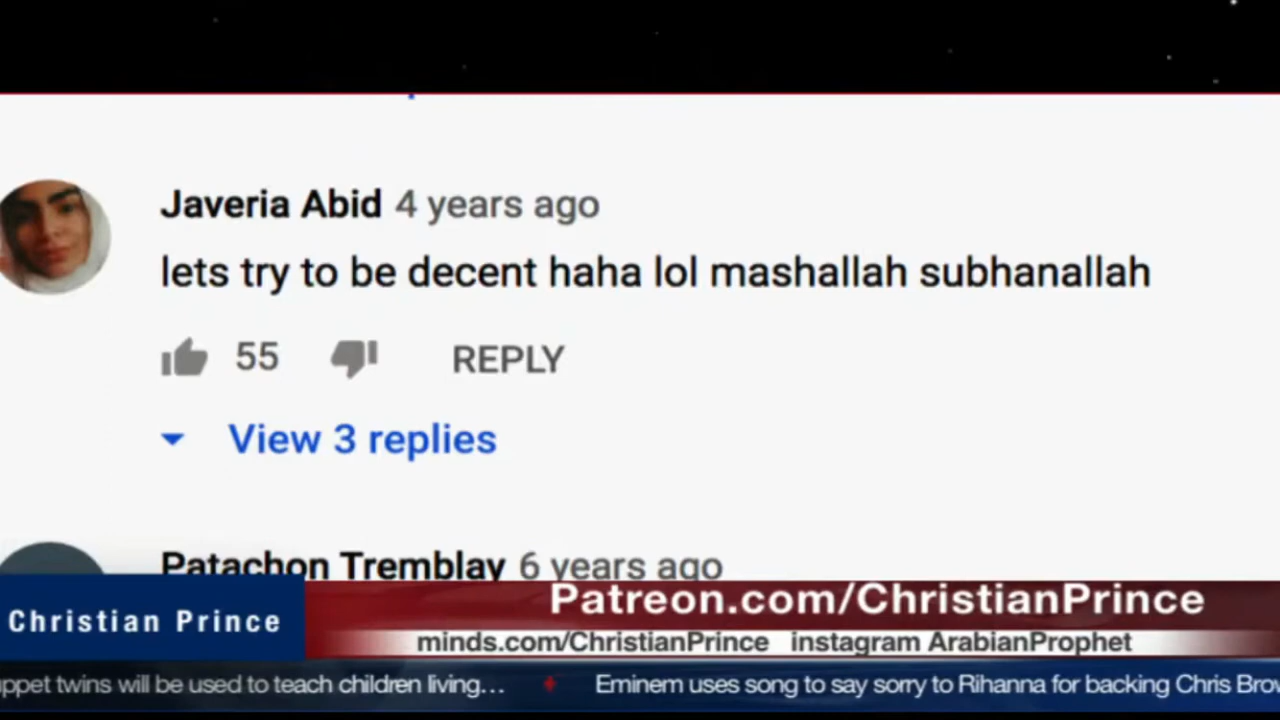 Javeria Abid 4 years ago
lets try to be decent haha lol mashallah subhanallah
55 REPLY
View 3 replies
Patachon Tremblay 6 years ago
Patreon.com/ChristianPrince
Christian Prince
minds.com/ChristianPrince instagram ArabianProphet
ppet twins will be used to teach children living... Eminem uses song to say sorry to Rihanna for backing Chris Brov